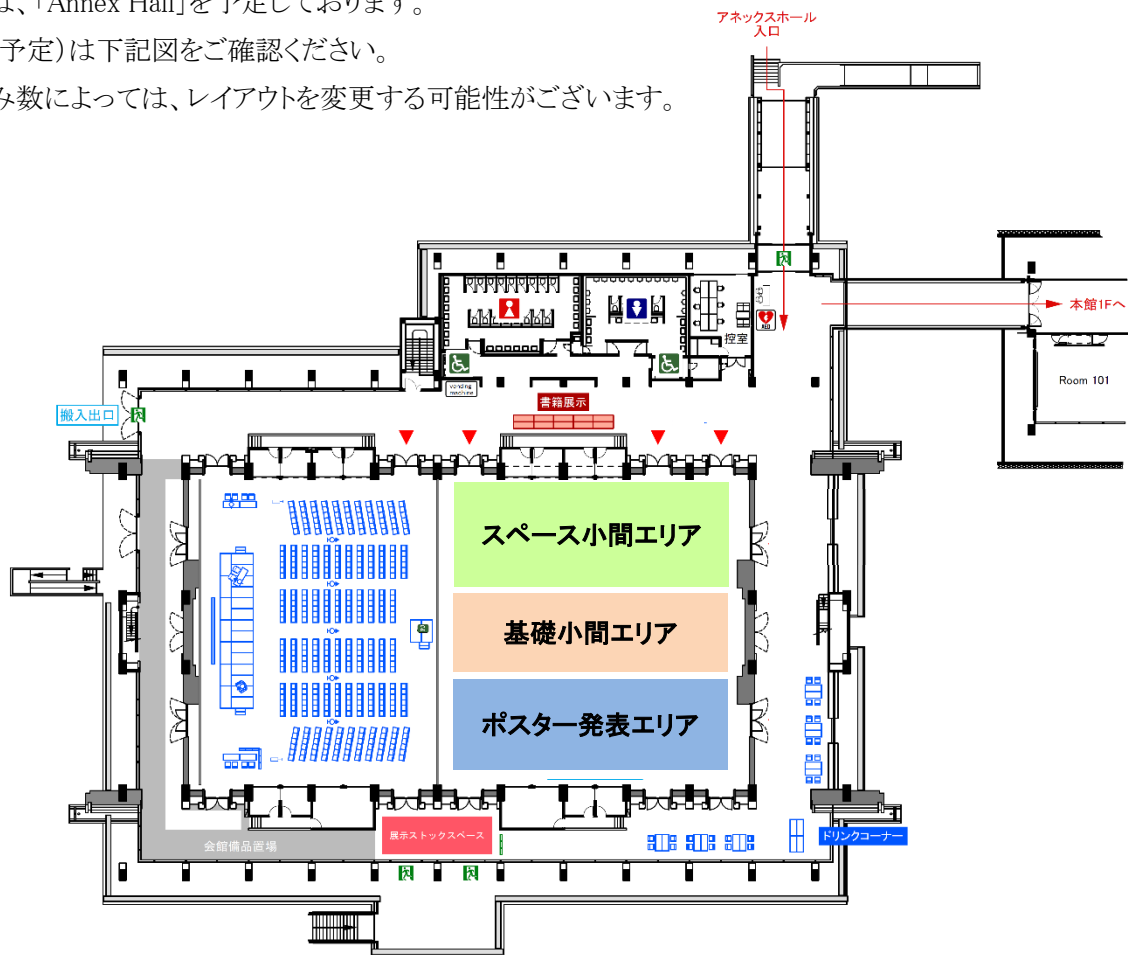 は、「Annex Hall」を予定しております。
予定)は下記図をご確認ください。
み数によっては、レイアウトを変更する可能性がございます。
アネックスホール
入口
本館1Fへ
控室
AED
Room 101
vending
machine
書籍展示
搬入出口
スペース小間エリア
基礎小間エリア
ポスター発表エリア
展示ストックスペース
ドリンクコーナー
会館備品置場